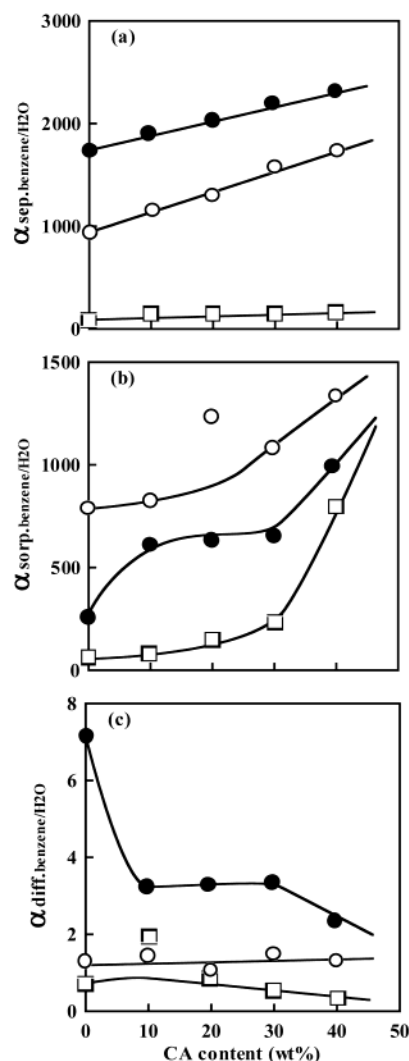 3000
(a)
2000
1000
0
αsep.benzene/H2O
1500
(b)
1000
500
0
αsorp.benzene/H2O
8
(c)
6
4
2
0
αdiff.benzene/H2O
0 10 20 30 40 50
CA content (wt%)